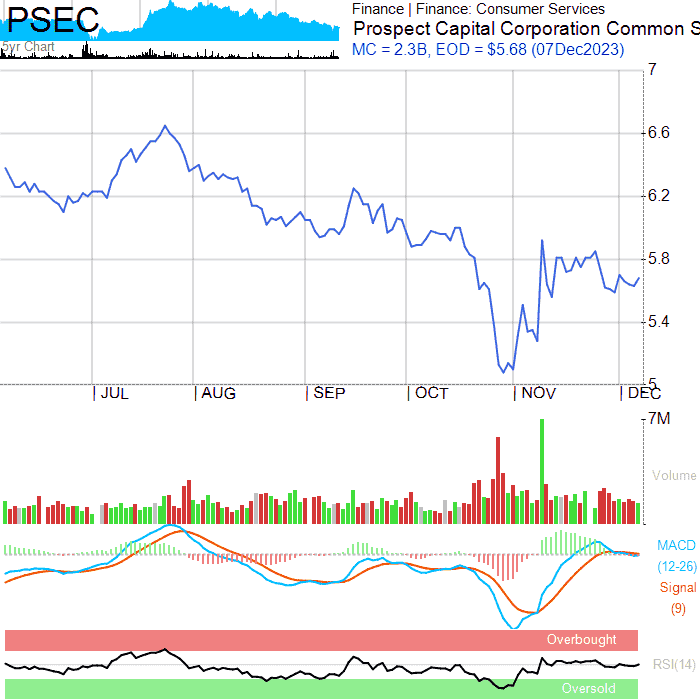 PSEC
5yr Chart
Finance | Finance: Consumer Services
Prospect Capital Corporation Common S
MC = 2.3B, EOD = $5.68 (07Dec2023)
7
6.6
6.2
5.8
5.4
5
JUL AUG SEP OCT NOV DEC
7M
Volume
MACD
(12-26)
Signal
(9)
Overbought
RSI(14)
Oversold